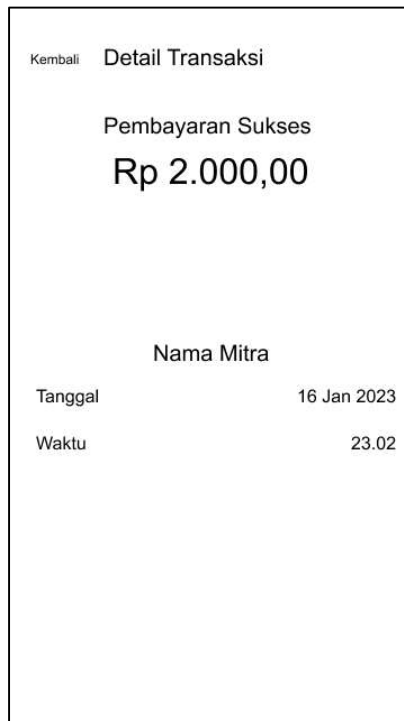 Kembali Detail Transaksi
Pembayaran Sukses
Rp 2.000,00
Nama Mitra
Tanggal 16 Jan 2023
Waktu 23.02